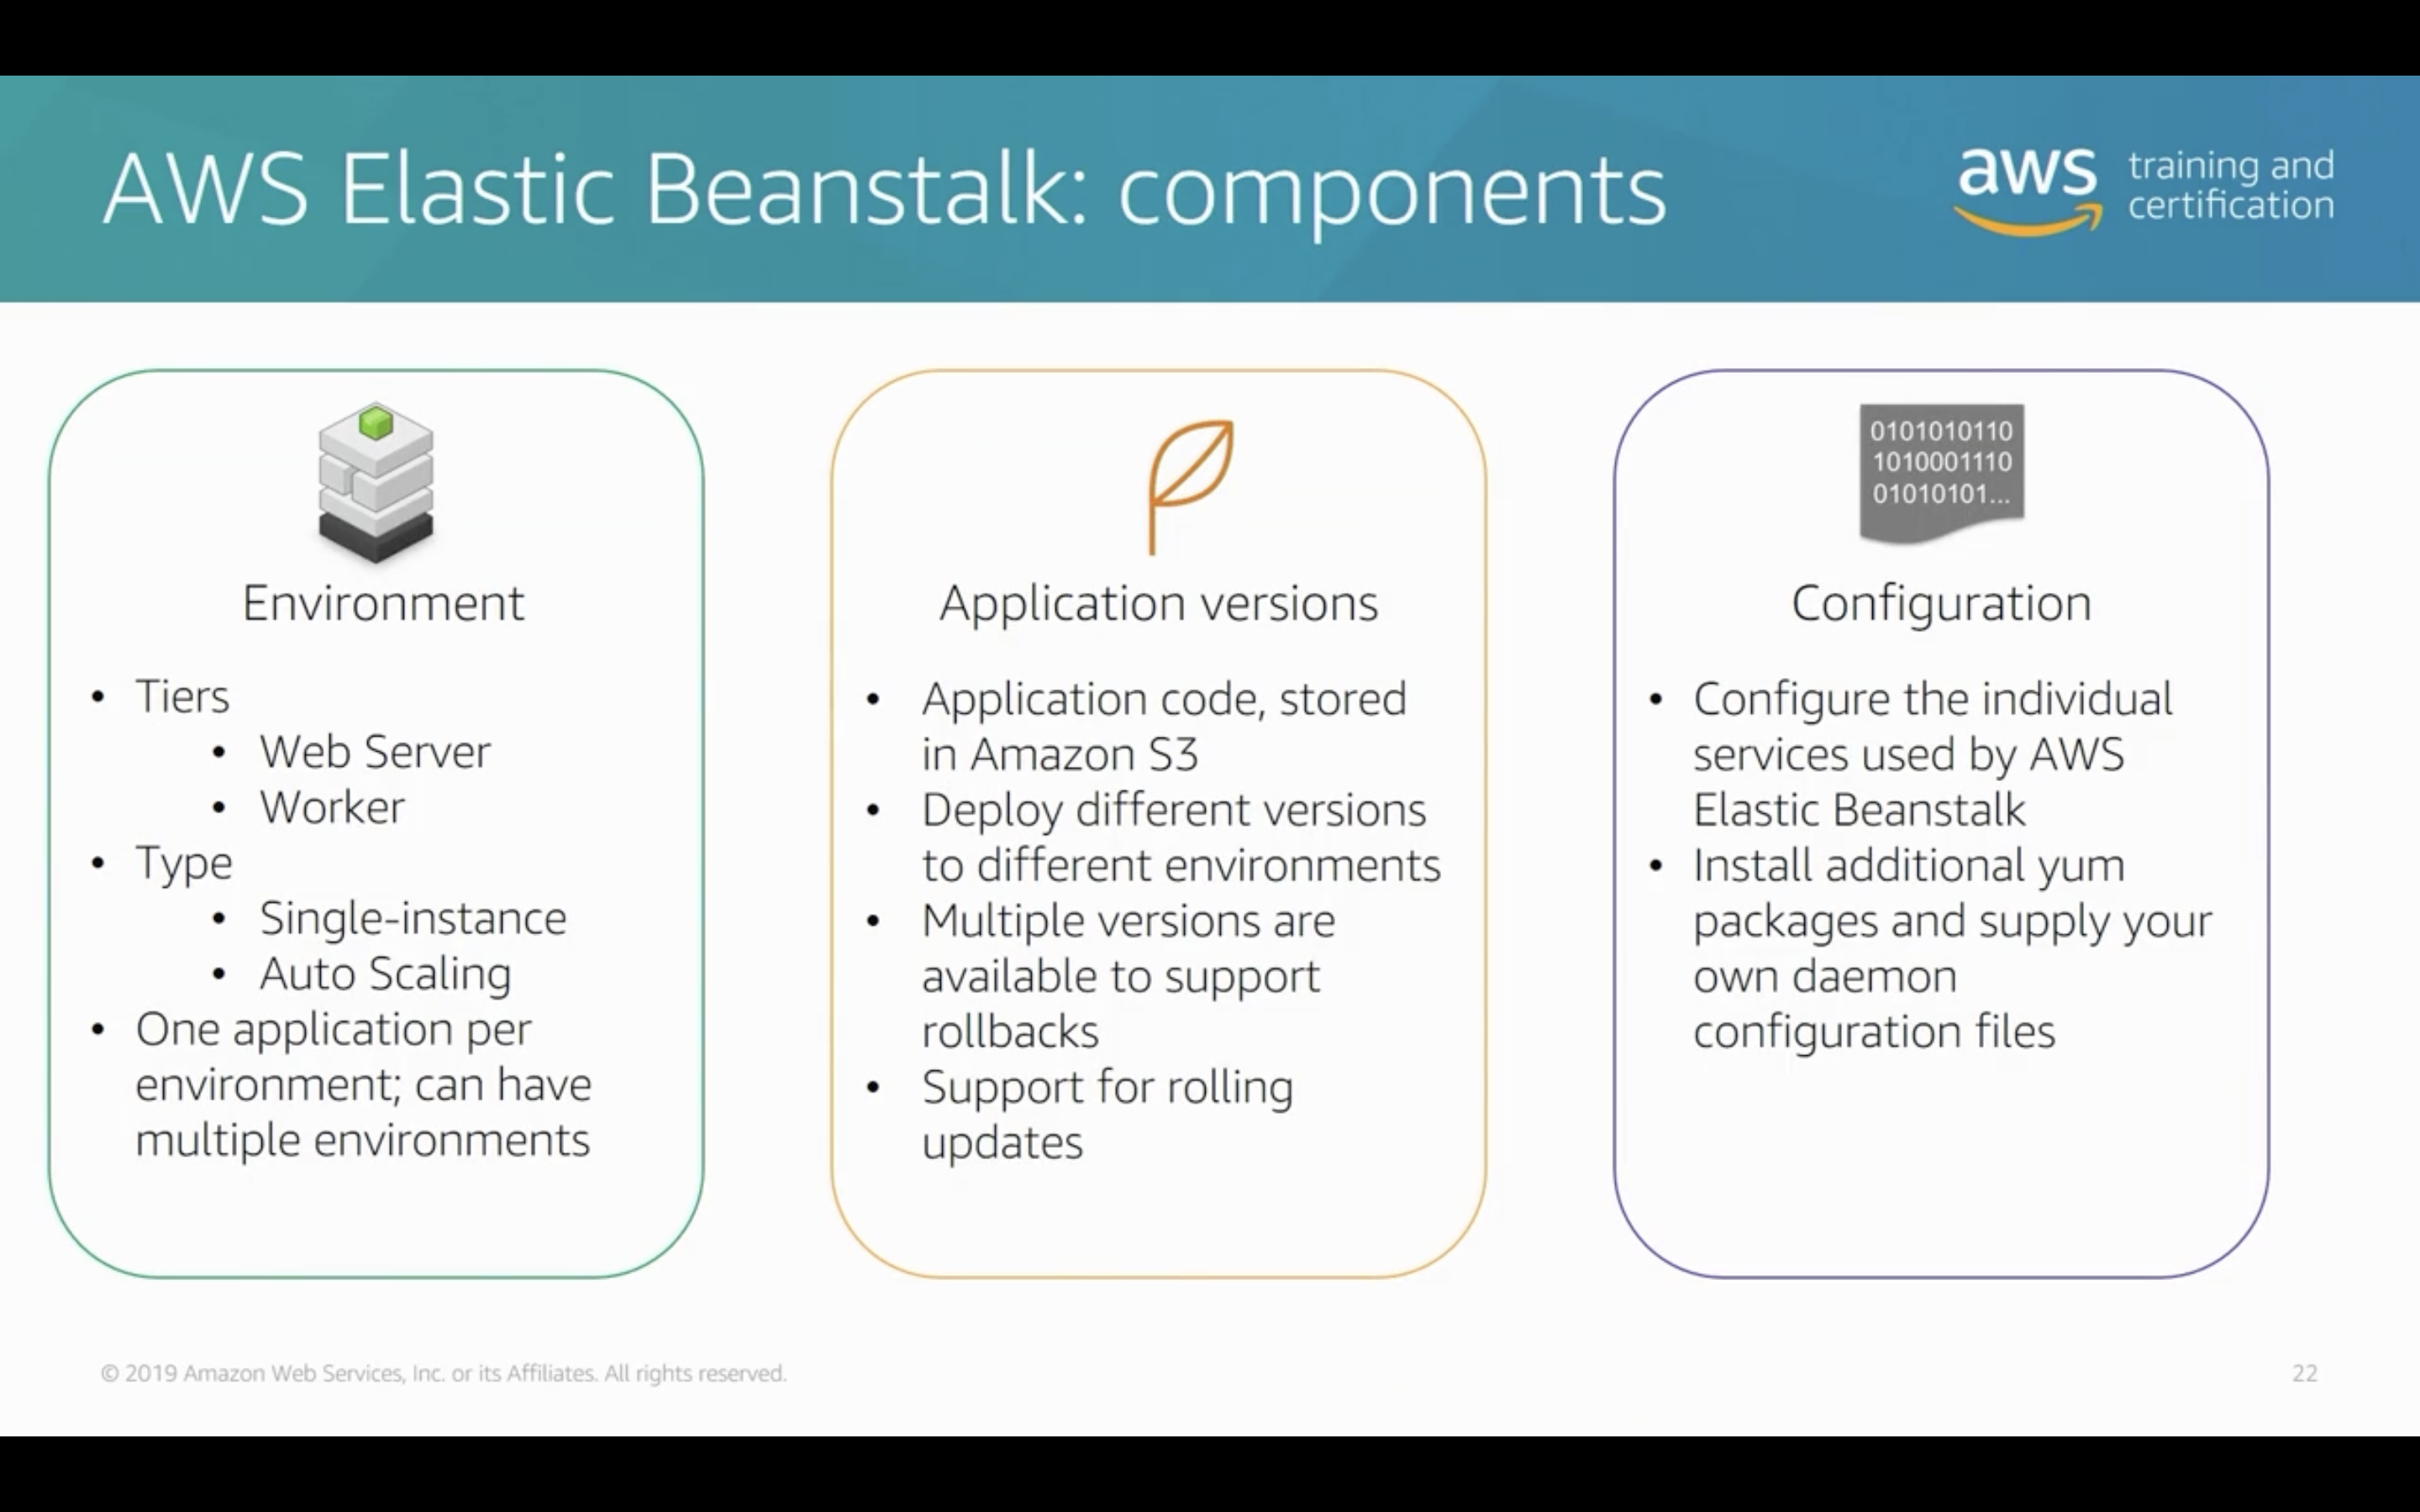 AWS Elastic Beanstalk: components
aws training and
certification
Environment
• Tiers
• Web Server
• Worker
• Type
• Single-instance
• Auto Scaling
• One application per
environment; can have
multiple environments
Application versions
• Application code, stored
in Amazon S3
• Deploy different versions
to different environments
• Multiple versions are
available to support
rollbacks
• Support for rolling
updates
0101010110
1010001110
01010101...
Configuration
• Configure the individual
services used by AWS
Elastic Beanstalk
• Install additional yum
packages and supply your
own daemon
configuration files
© 2019 Amazon Web Services, Inc. or its Affiliates. All rights reserved.
22